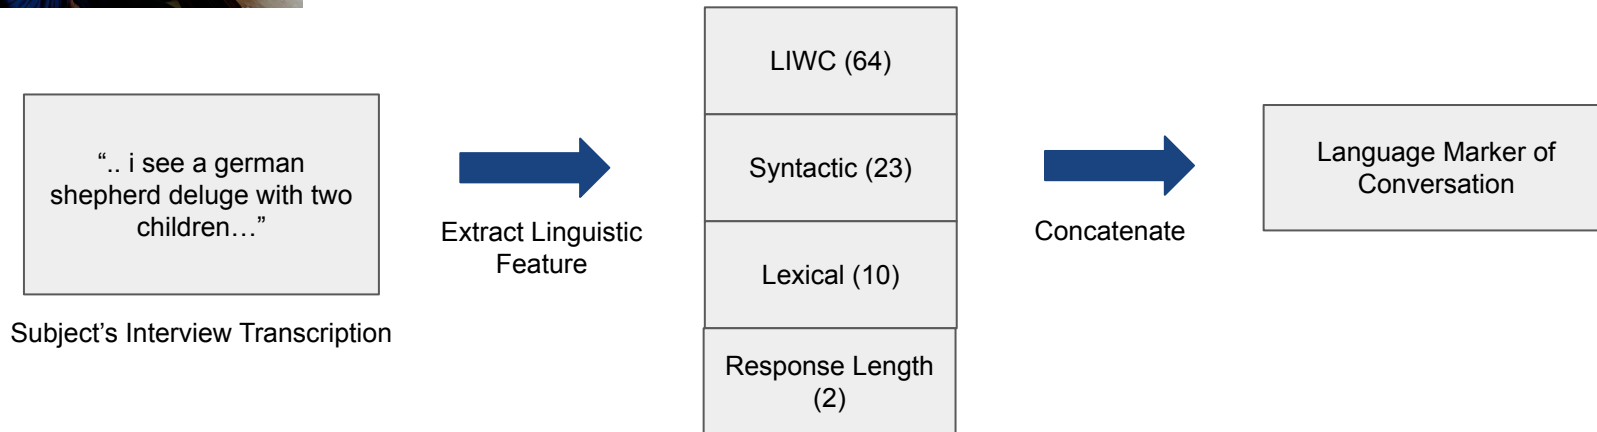 “.. i see a german
shepherd deluge with two
children…”
Subject’s Interview Transcription
Extract Linguistic
Feature
LIWC (64)
Syntactic (23)
Lexical (10)
Response Length
(2)
Concatenate
Language Marker of
Conversation